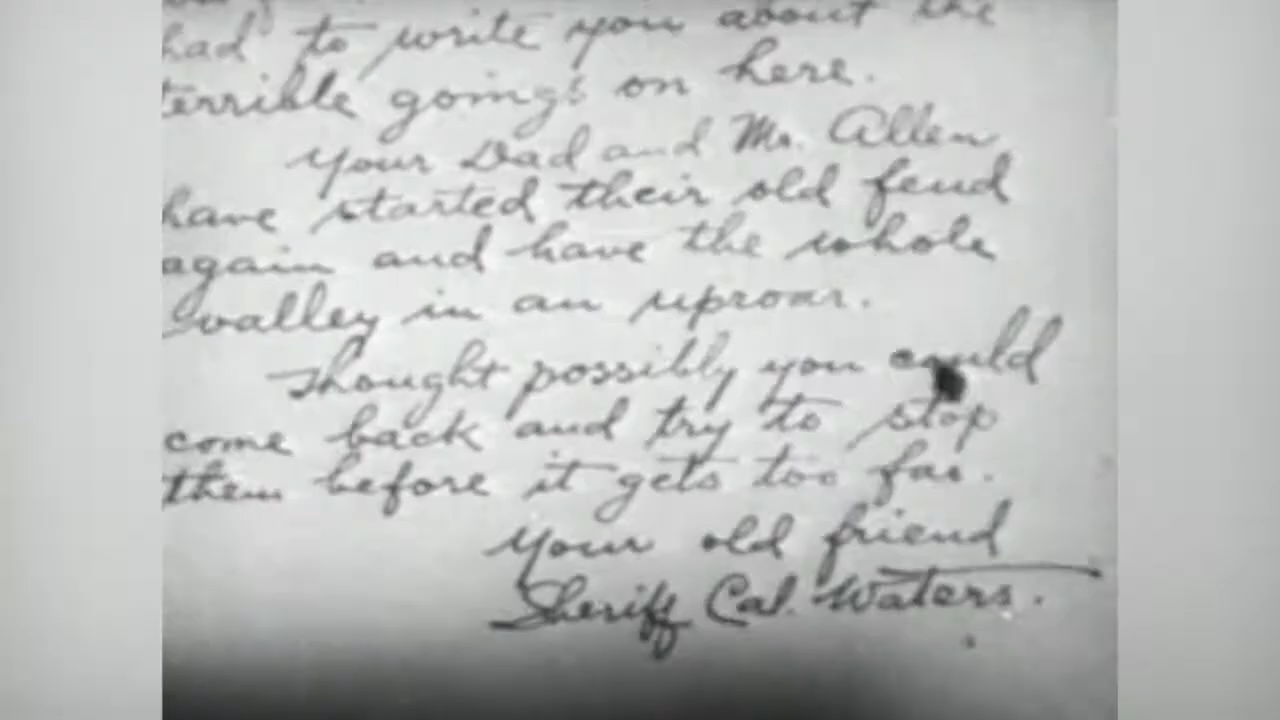 had to write you about the
terrible goings on here.
Your Dad and Mr. Allen
have started their old feud
again and have the whole
valley in an uproar.
Thought possibly you could
come back and try to stop
them before it gets too far.
Your old friend
Sheriff Cal. Waters.